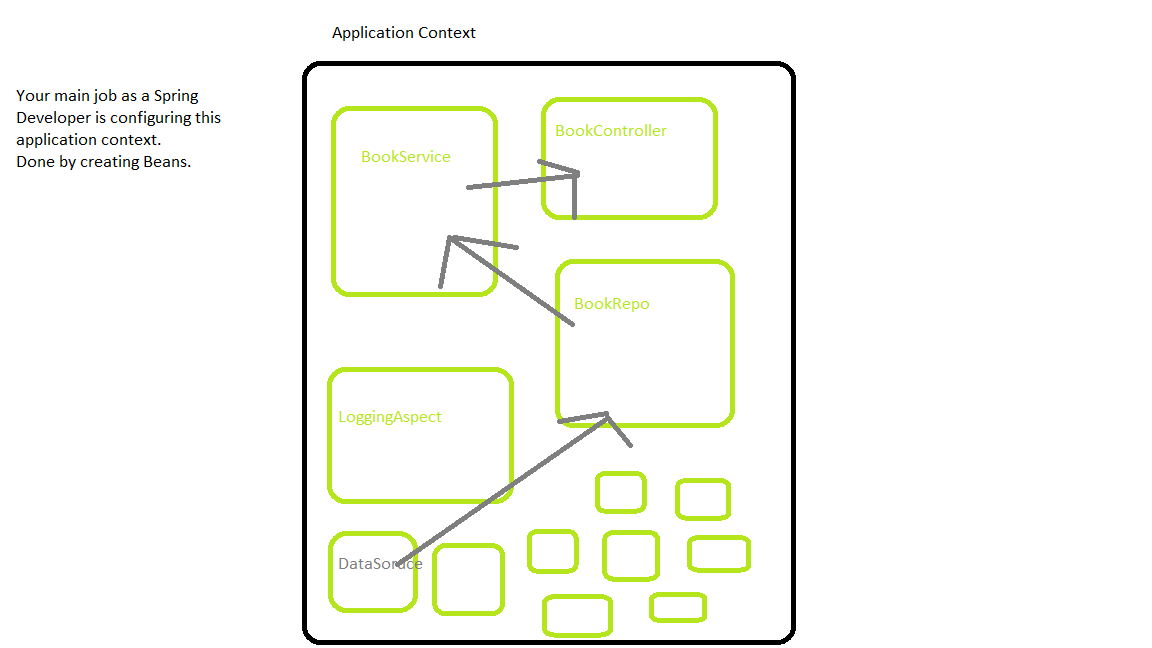 Application Context
Your main job as a Spring
Developer is configuring this
application context.
Done by creating Beans.
BookService
BookController
BookRepo
LoggingAspect
DataSoruce